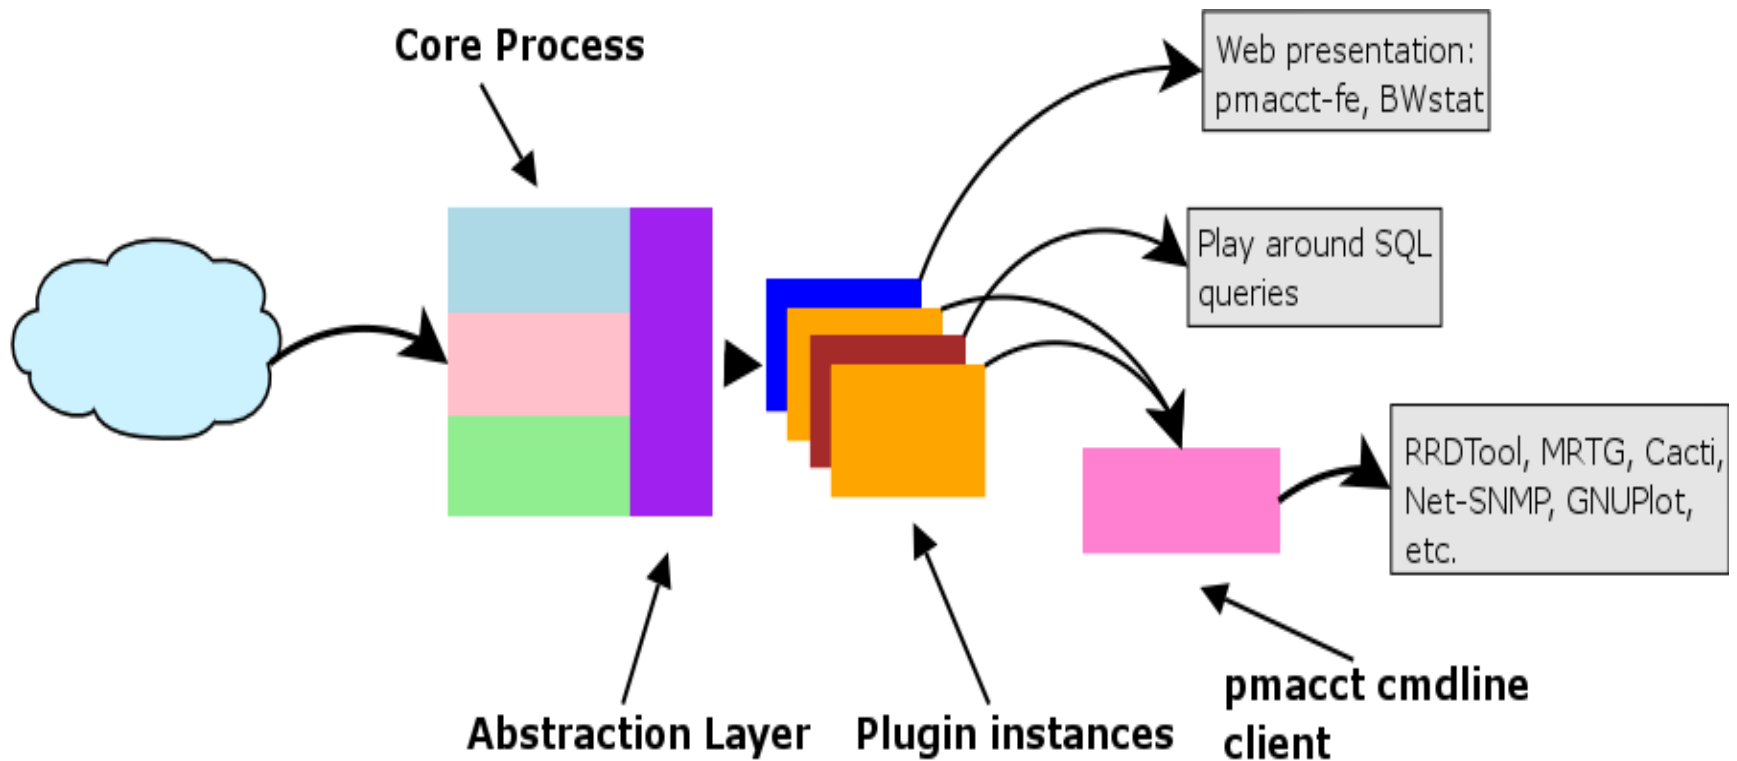 Core Process
Web presentation:
pmacct-fe, BWstat
Play around SQL
queries
RRDTool, MRTG, Cacti,
Net-SNMP, GNUPlot,
etc.
Abstraction Layer
Plugin instances
pmacct cmdline
client